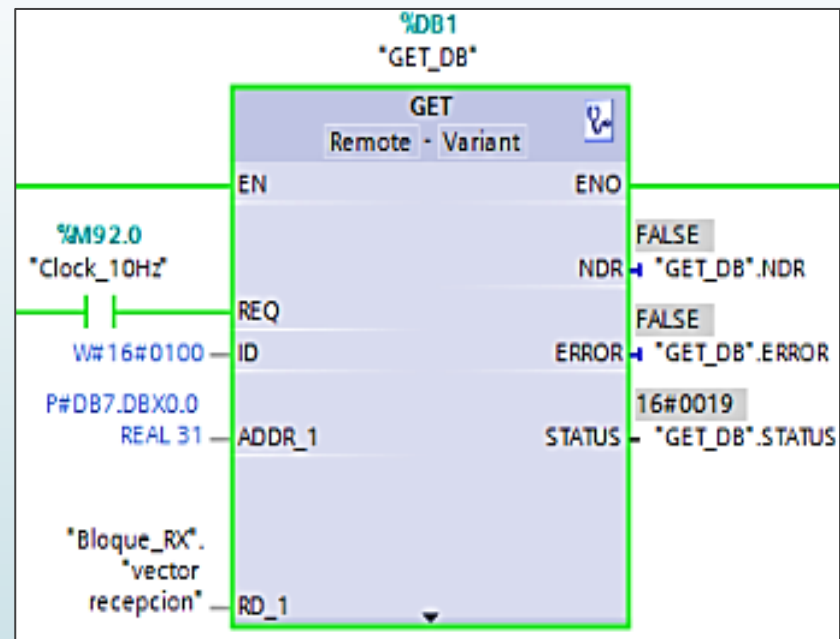 %DB1
"GET_DB"
GET
Remote - Variant
EN
ENO
%M92.0
"Clock_10Hz"
FALSE
NDR
"GET_DB".NDR
REQ
FALSE
W#16#0100
ID
ERROR
"GET_DB".ERROR
P#DB7.DBX0.0
REAL 31
ADDR_1
16#0019
STATUS
"GET_DB".STATUS
"Bloque_RX".
"vector
recepcion"
RD_1